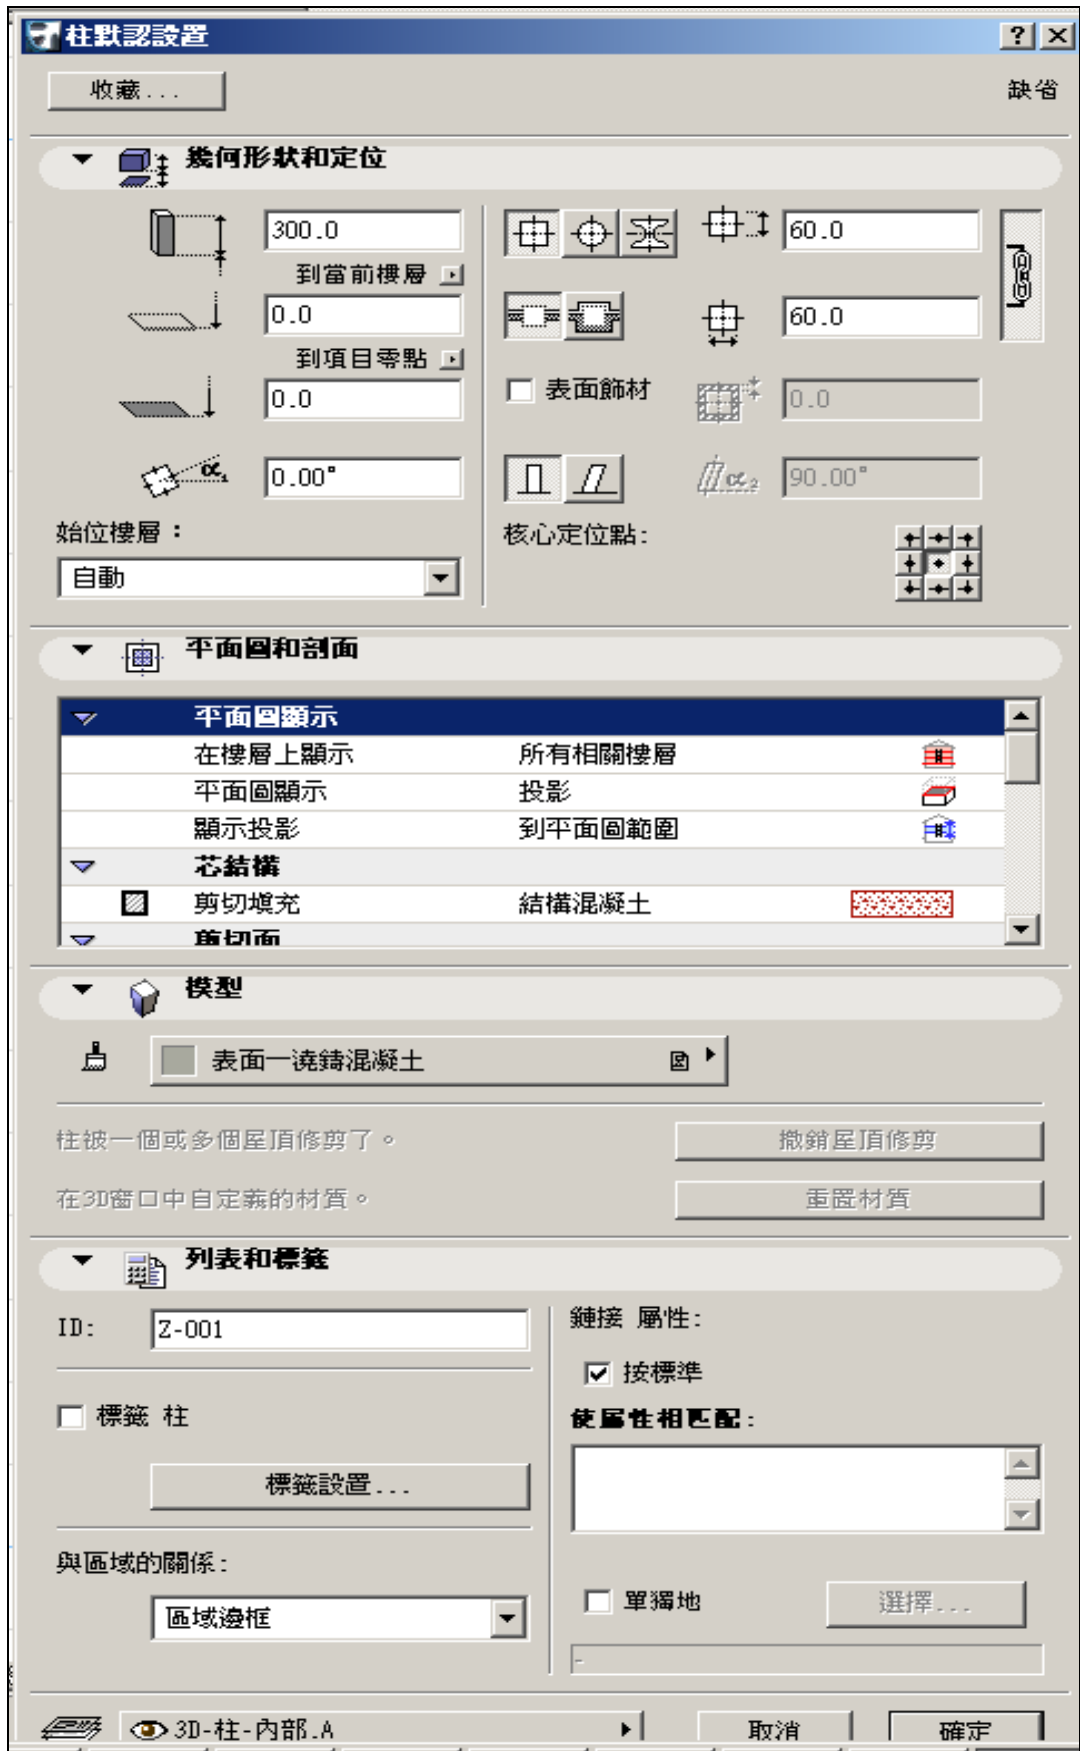 柱默認設置
收藏...
缺省
幾何形狀和定位
300.0
到當前樓層
0.0
到項目零點
0.0
α1
0.00°
始位樓層：
自動
60.0
60.0
表面飾材
0.0
α2
90.00°
核心定位點:
平面圖和剖面
平面圖顯示
在樓層上顯示 所有相關樓層
平面圖顯示 投影
顯示投影 到平面圖範圍
芯結構
剪切填充 結構混凝土
剪切面
模型
表面一澆鑄混凝土
柱被一個或多個屋頂修剪了。
撤銷屋頂修剪
在3D窗口中自定義的材質。
重置材質
列表和標籤
ID:
Z-001
標籤 柱
標籤設置...
與區域的關係:
區域邊框
鏈接 屬性:
按標準
使屬性相匹配:
單獨地
選擇...
-
3D-柱-內部.A
取消
確定